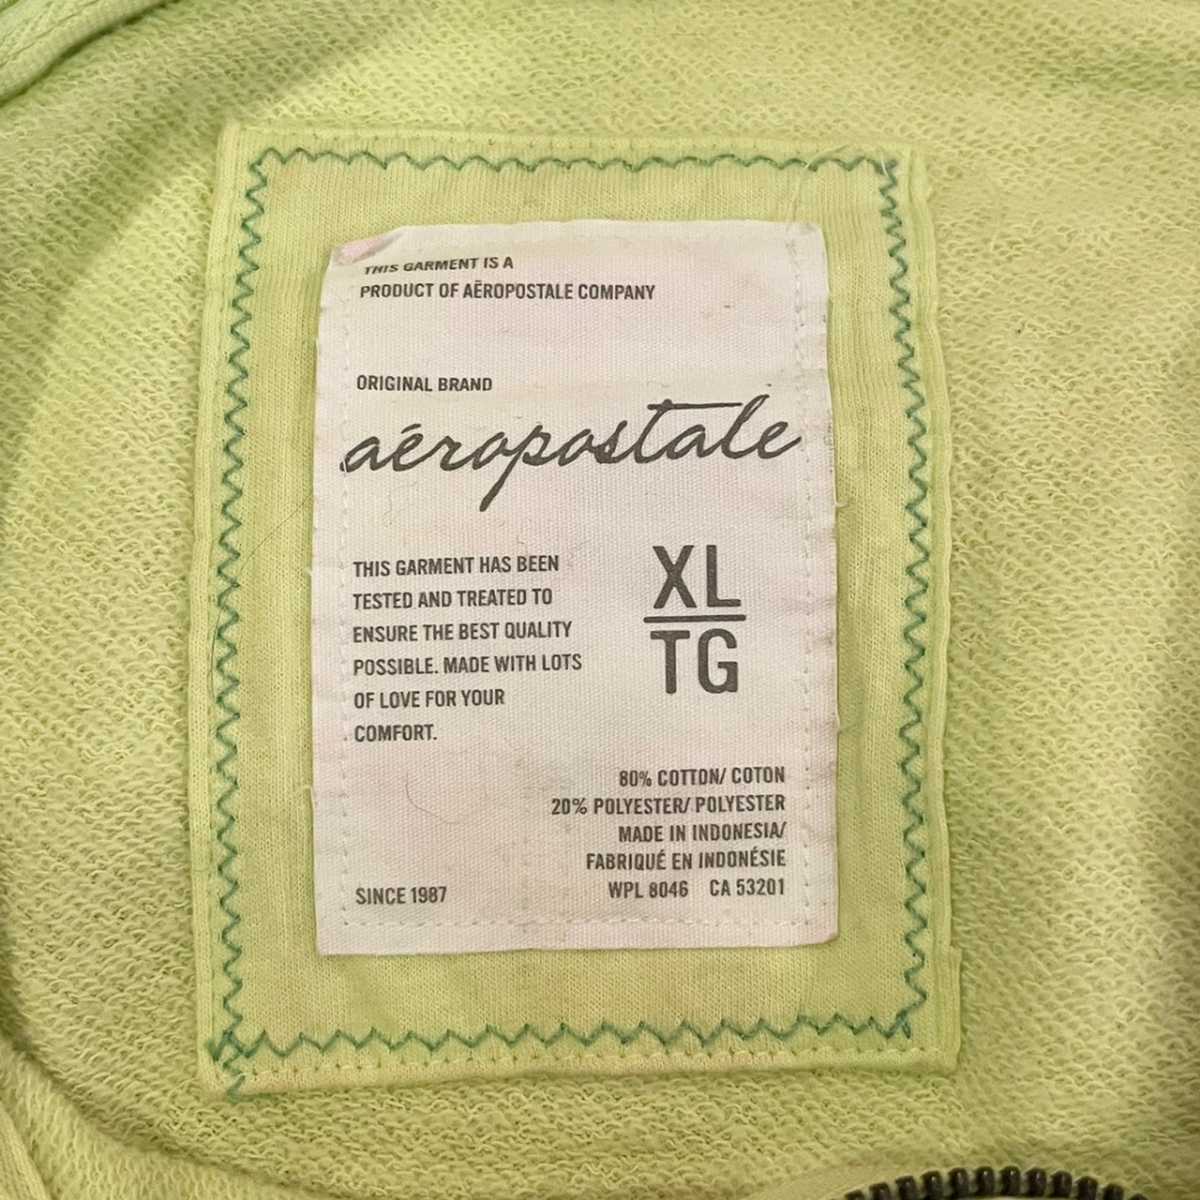 THIS GARMENT IS A
PRODUCT OF AËROPOSTALE COMPANY
ORIGINAL BRAND
aéropostale
THIS GARMENT HAS BEEN
TESTED AND TREATED TO
ENSURE THE BEST QUALITY
POSSIBLE. MADE WITH LOTS
OF LOVE FOR YOUR
COMFORT.
XL
TG
80% COTTON/ COTON
20% POLYESTER/ POLYESTER
MADE IN INDONESIA/
FABRIQUÉ EN INDONÉSIE
WPL 8046 CA 53201
SINCE 1987